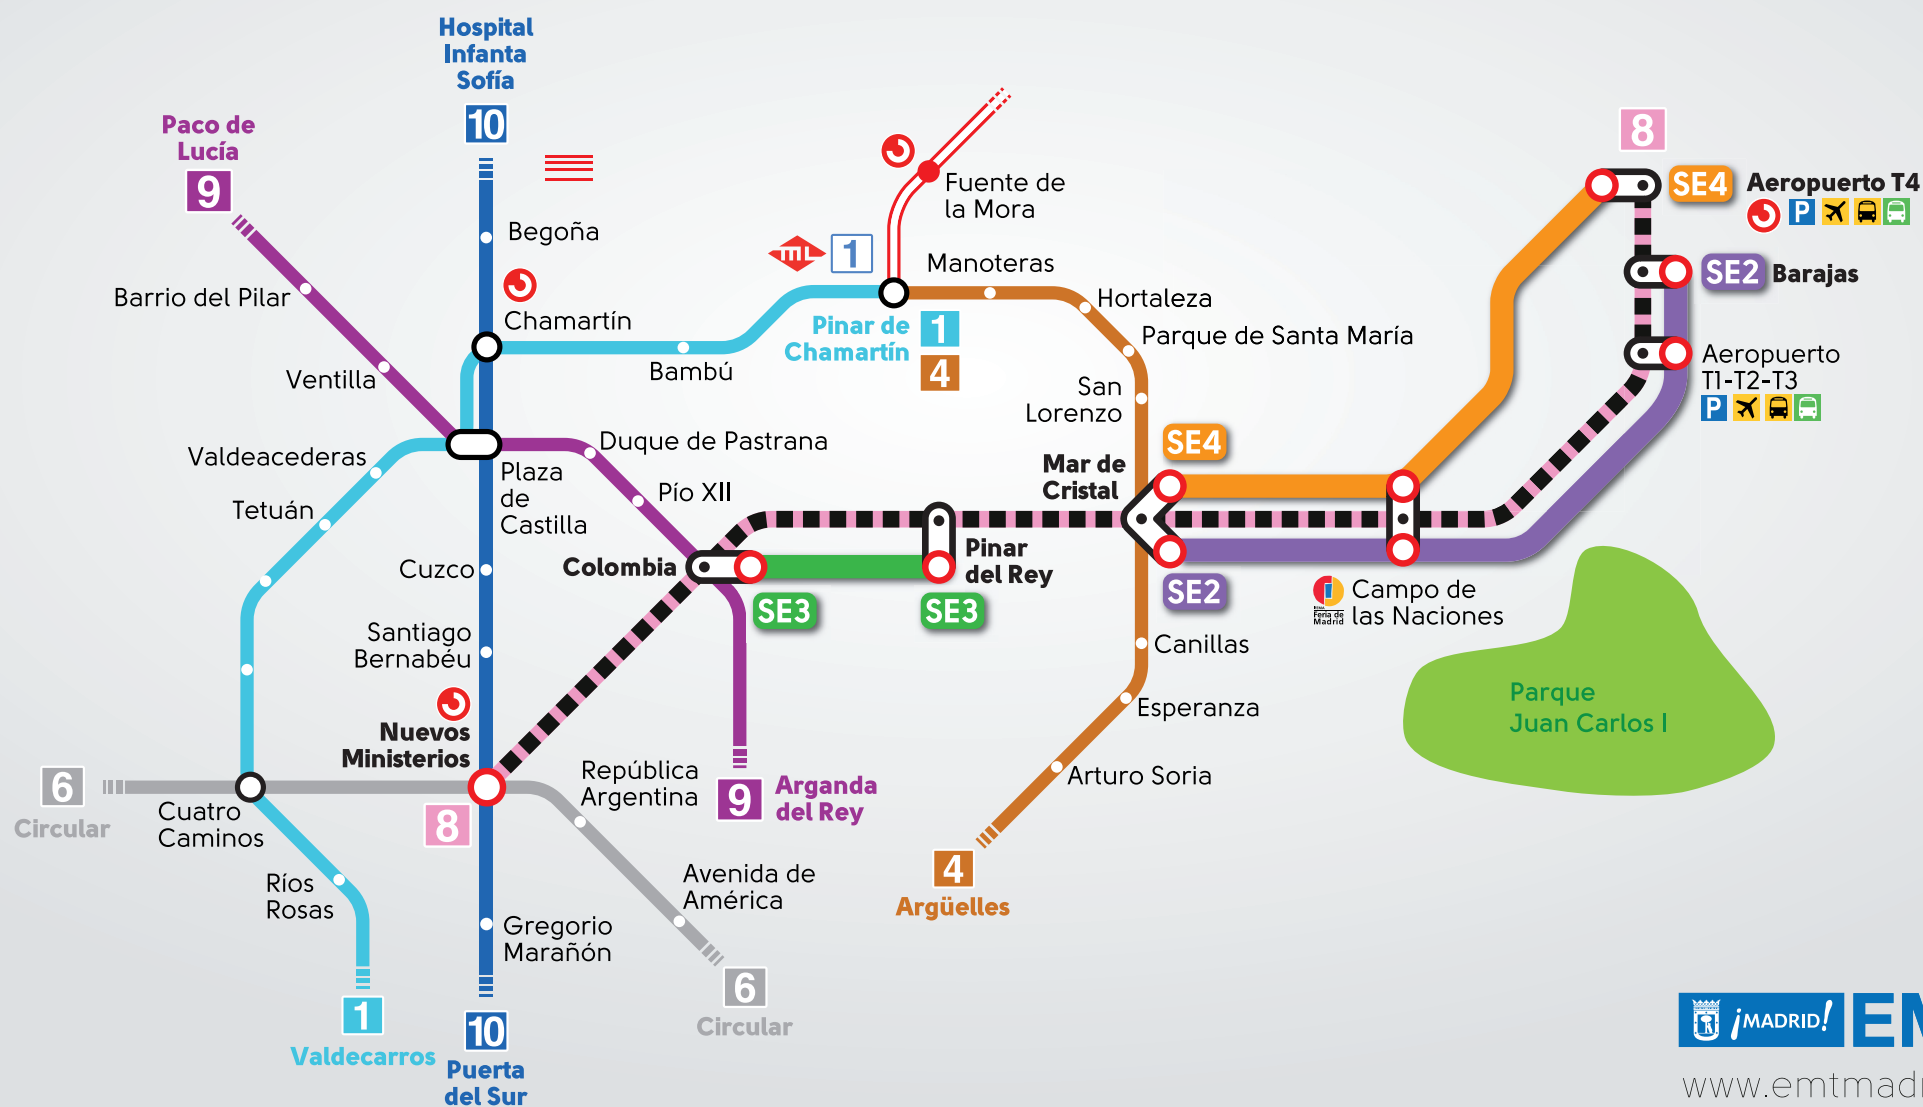 Hospital
Infanta
Sofía
10
Paco de
Lucía
9
8
SE4
Aeropuerto T4
P
Fuente de
la Mora
Begoña
mL
1
Manoteras
SE2
Barajas
Barrio del Pilar
Hortaleza
Chamartín
Pinar de
Chamartín
1
4
Parque de Santa María
Aeropuerto
T1-T2-T3
P
Bambú
Ventilla
San
Lorenzo
Duque de Pastrana
SE4
Valdeacederas
Plaza
de
Castilla
Pío XII
Mar de
Cristal
Tetuán
Cuzco
Colombia
Pinar
del Rey
SE3
SE3
SE2
Feria de
Madrid
Campo de
las Naciones
Santiago
Bernabéu
Canillas
Parque
Juan Carlos I
Nuevos
Ministerios
Esperanza
6
Circular
Cuatro
Caminos
8
República
Argentina
9
Arganda
del Rey
Arturo Soria
Ríos
Rosas
Avenida de
América
4
Argüelles
Gregorio
Marañón
6
Circular
1
Valdecarros
10
Puerta
del Sur
¡MADRID!
EM
www.emtmadr